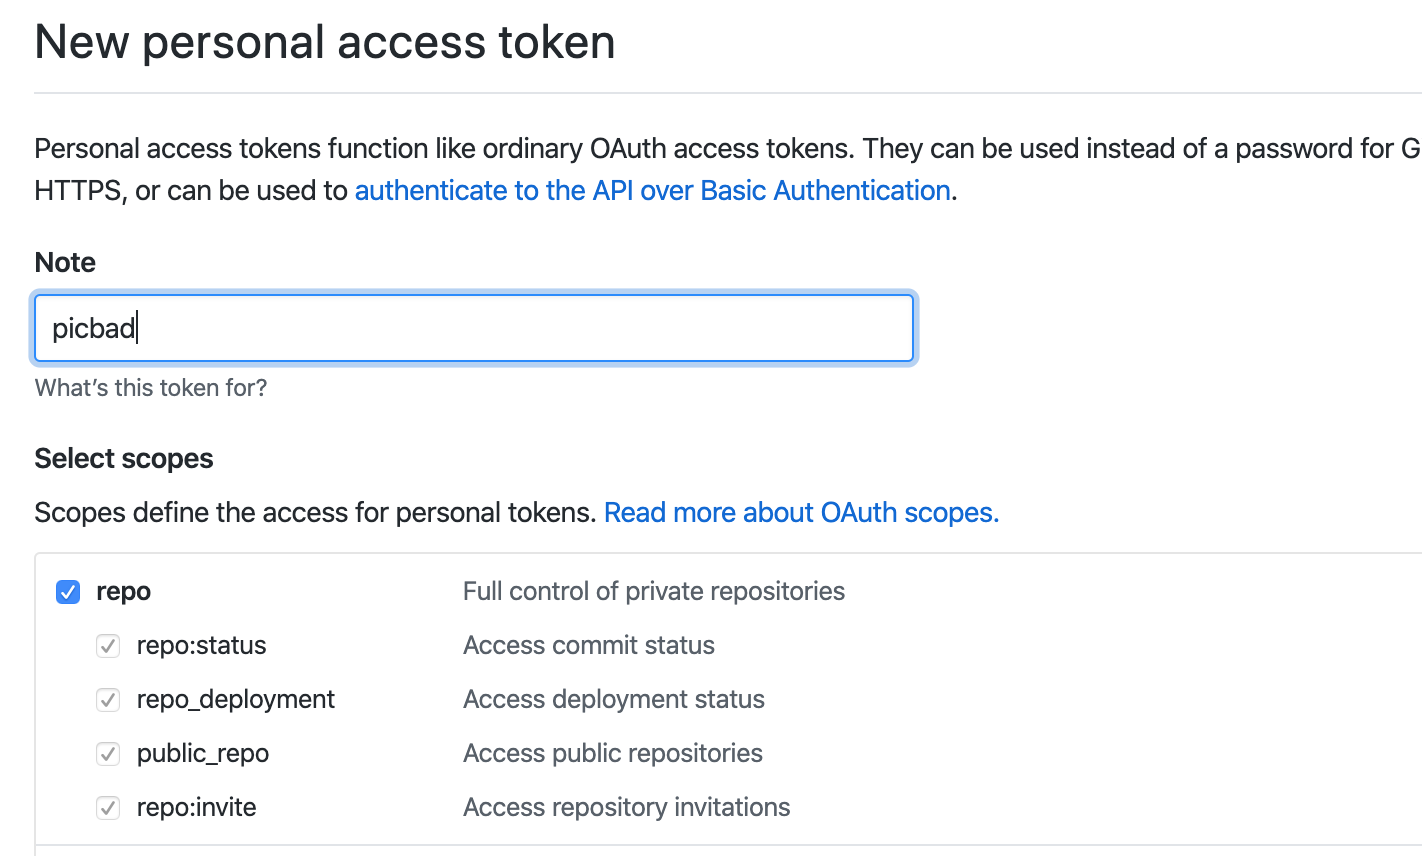 New personal access token
Personal access tokens function like ordinary OAuth access tokens. They can be used instead of a password for G
HTTPS, or can be used to authenticate to the API over Basic Authentication.
Note
picbad
What's this token for?
Select scopes
Scopes define the access for personal tokens. Read more about OAuth scopes.
repo Full control of private repositories
repo:status Access commit status
repo_deployment Access deployment status
public_repo Access public repositories
repo:invite Access repository invitations